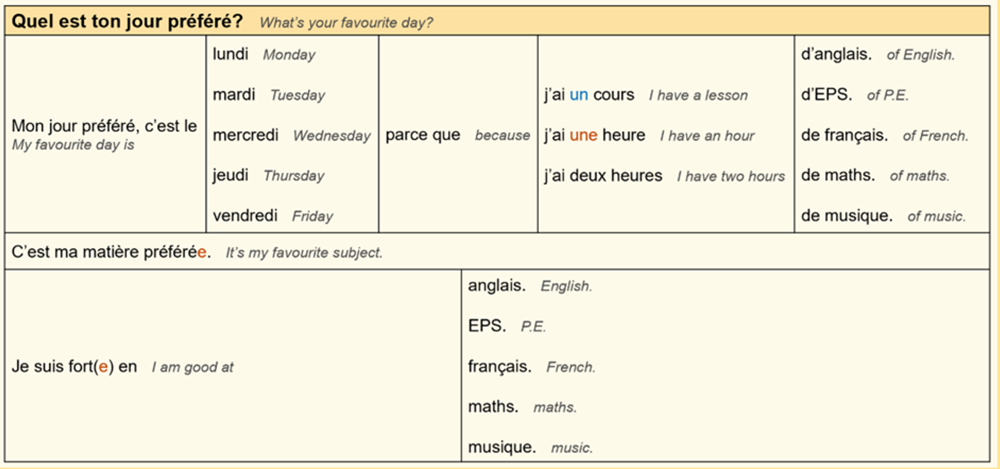 Quel est ton jour préféré? What's your favourite day?
Mon jour préféré, c'est le
My favourite day is
lundi Monday
mardi Tuesday
mercredi Wednesday
jeudi Thursday
vendredi Friday
parce que because
j'ai un cours I have a lesson
j'ai une heure I have an hour
j'ai deux heures I have two hours
d'anglais. of English.
d'EPS. of P.E.
de français. of French.
de maths. of maths.
de musique. of music.
C'est ma matière préférée. It's my favourite subject.
Je suis fort(e) en I am good at
anglais. English.
EPS. P.E.
français. French.
maths. maths.
musique. music.